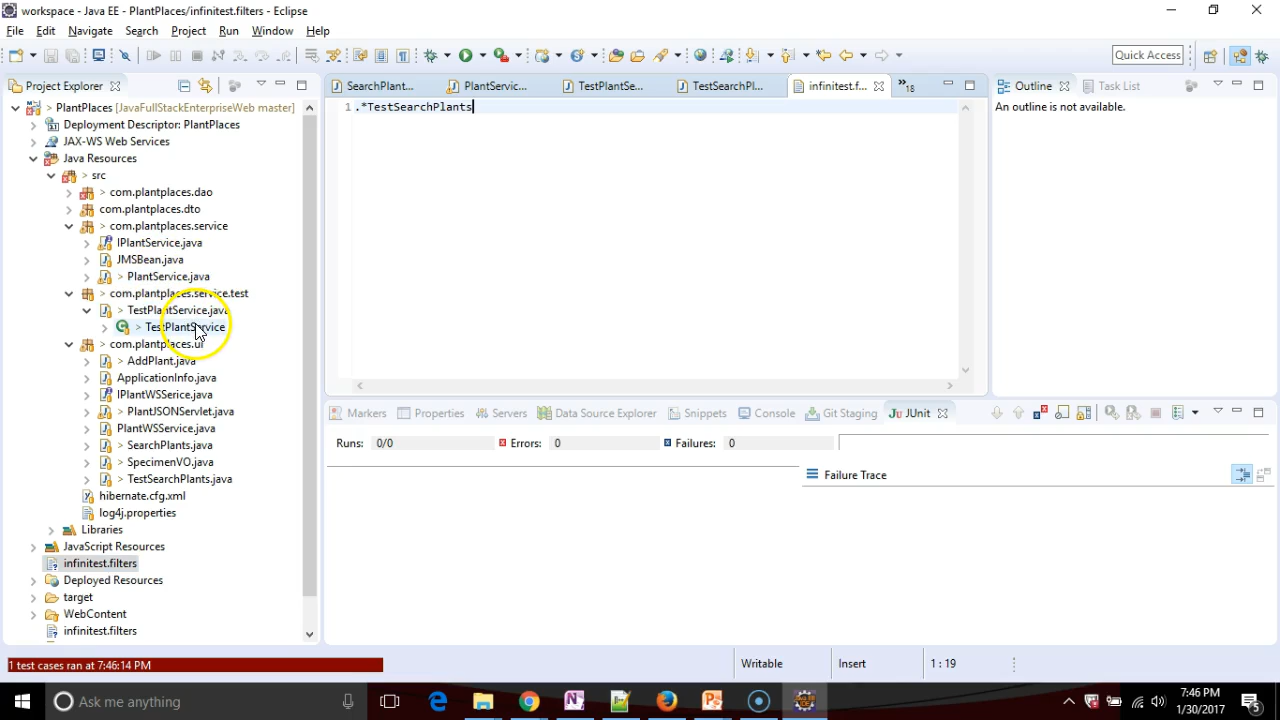 workspace - Java EE - PlantPlaces/infinitest.filters - Eclipse
File Edit Navigate Search Project Run Window Help
Quick Access
Project Explorer
SearchPlant...
PlantServic...
TestPlantSe...
TestSearchPl...
infinitest.f...
»18
Outline
Task List
PlantPlaces [JavaFullStackEnterpriseWeb master]
1 .*TestSearchPlants
An outline is not available.
Deployment Descriptor: PlantPlaces
JAX-WS Web Services
Java Resources
> src
> com.plantplaces.dao
com.plantplaces.dto
> com.plantplaces.service
IPlantService.java
JMSBean.java
> PlantService.java
> com.plantplaces.service.test
> TestPlantService.java
> TestPlantService
> com.plantplaces.ui
> AddPlant.java
ApplicationInfo.java
IPlantWSSerice.java
> PlantJSONServlet.java
PlantWSService.java
> SearchPlants.java
> SpecimenVO.java
> TestSearchPlants.java
hibernate.cfg.xml
log4j.properties
Libraries
JavaScript Resources
infinitest.filters
Deployed Resources
target
WebContent
infinitest.filters
Markers
Properties
Servers
Data Source Explorer
Snippets
Console
Git Staging
JUnit
Runs: 0/0
Errors: 0
Failures: 0
Failure Trace
1 test cases ran at 7:46:14 PM
Writable
Insert
1 : 19
Ask me anything
7:46 PM
1/30/2017
5